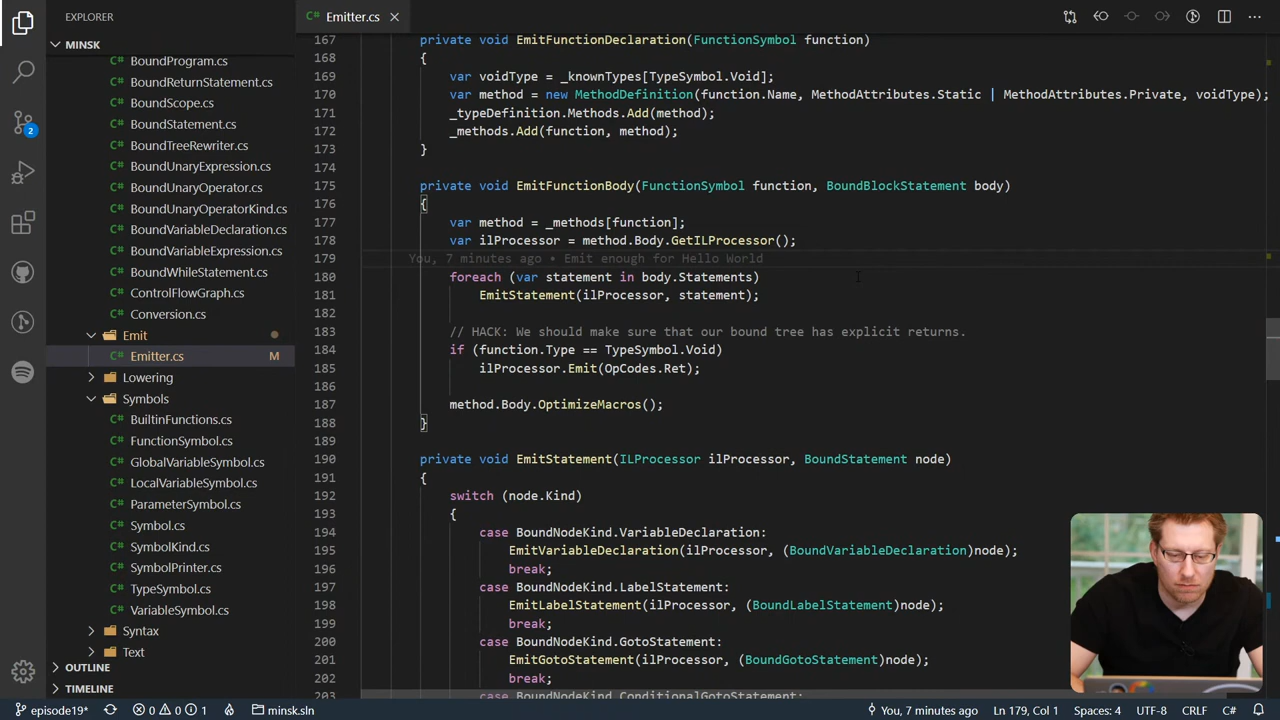 EXPLORER
MINSK
BoundProgram.cs
BoundReturnStatement.cs
BoundScope.cs
BoundStatement.cs
BoundTreeRewriter.cs
BoundUnaryExpression.cs
BoundUnaryOperator.cs
BoundUnaryOperatorKind.cs
BoundVariableDeclaration.cs
BoundVariableExpression.cs
BoundWhileStatement.cs
ControlFlowGraph.cs
Conversion.cs
Emit
Emitter.cs M
Lowering
Symbols
BuiltinFunctions.cs
FunctionSymbol.cs
GlobalVariableSymbol.cs
LocalVariableSymbol.cs
ParameterSymbol.cs
Symbol.cs
SymbolKind.cs
SymbolPrinter.cs
TypeSymbol.cs
VariableSymbol.cs
Syntax
Text
OUTLINE
TIMELINE
2
C# Emitter.cs
167 private void EmitFunctionDeclaration(FunctionSymbol function)
168 {
169 var voidType = _knownTypes[TypeSymbol.Void];
170 var method = new MethodDefinition(function.Name, MethodAttributes.Static | MethodAttributes.Private, voidType);
171 _typeDefinition.Methods.Add(method);
172 _methods.Add(function, method);
173 }
174
175 private void EmitFunctionBody(FunctionSymbol function, BoundBlockStatement body)
176 {
177 var method = _methods[function];
178 var ilProcessor = method.Body.GetILProcessor();
179 You, 7 minutes ago • Emit enough for Hello World
180 foreach (var statement in body.Statements)
181 EmitStatement(ilProcessor, statement);
182
183 // HACK: We should make sure that our bound tree has explicit returns.
184 if (function.Type == TypeSymbol.Void)
185 ilProcessor.Emit(OpCodes.Ret);
186
187 method.Body.OptimizeMacros();
188 }
189
190 private void EmitStatement(ILProcessor ilProcessor, BoundStatement node)
191 {
192 switch (node.Kind)
193 {
194 case BoundNodeKind.VariableDeclaration:
195 EmitVariableDeclaration(ilProcessor, (BoundVariableDeclaration)node);
196 break;
197 case BoundNodeKind.LabelStatement:
198 EmitLabelStatement(ilProcessor, (BoundLabelStatement)node);
199 break;
200 case BoundNodeKind.GotoStatement:
201 EmitGotoStatement(ilProcessor, (BoundGotoStatement)node);
202 break;
203 case BoundNodeKind.ConditionalGotoStatement:
episode19* 0 0 1 minsk.sln You, 7 minutes ago Ln 179, Col 1 Spaces: 4 UTF-8 CRLF C#